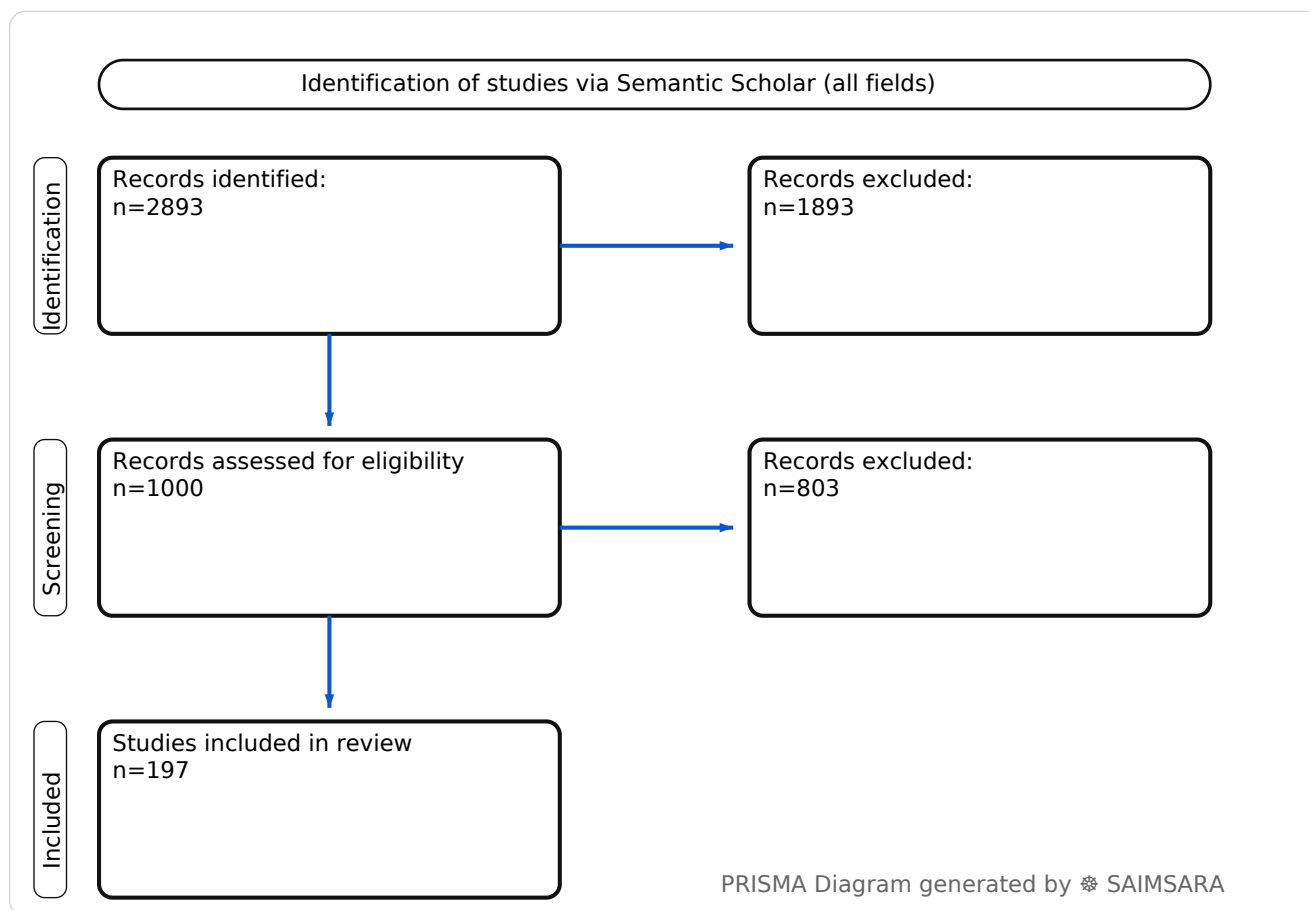 Identification of studies via Semantic Scholar (all fields)
Identification
Records identified:
n=2893
Records excluded:
n=1893
Screening
Records assessed for eligibility
n=1000
Records excluded:
n=803
Included
Studies included in review
n=197
PRISMA Diagram generated by ☸ SAIMSARA